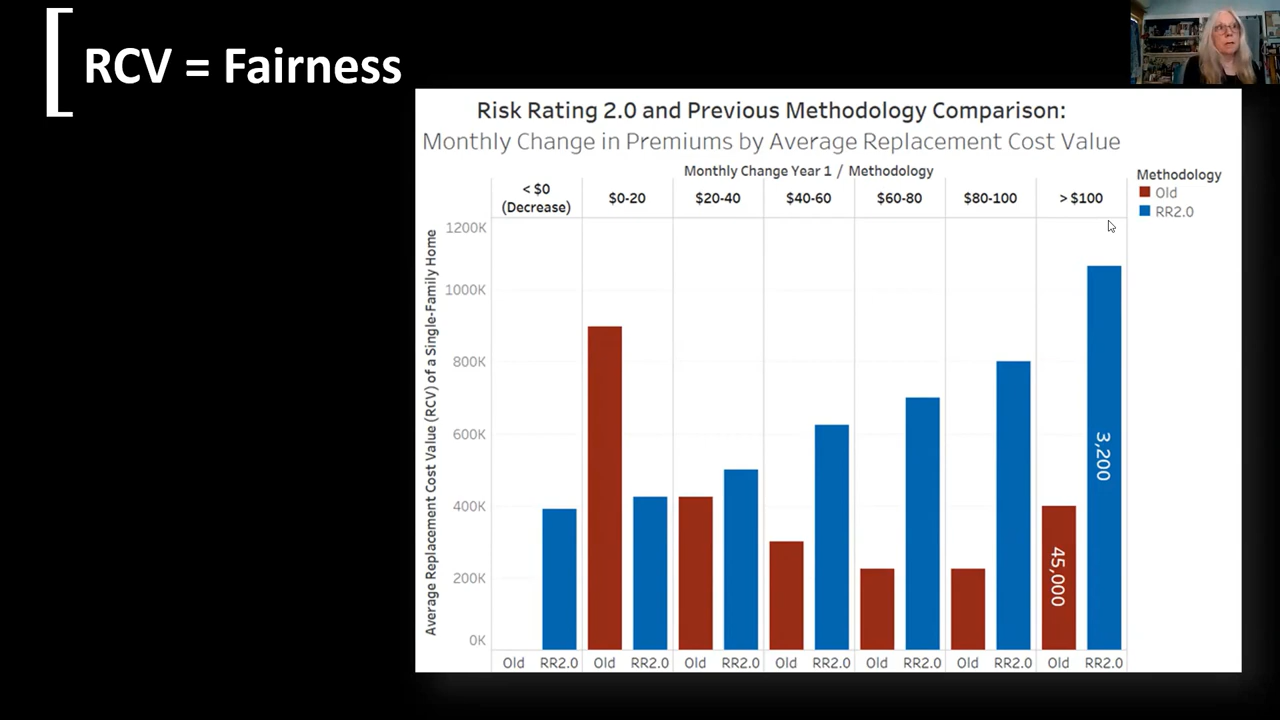 RCV = Fairness
Risk Rating 2.0 and Previous Methodology Comparison:
Monthly Change in Premiums by Average Replacement Cost Value
Monthly Change Year 1 / Methodology
< $0
(Decrease)
$0-20
$20-40
$40-60
$60-80
$80-100
> $100
Methodology
Old
RR2.0
Average Replacement Cost Value (RCV) of a Single-Family Home
1200K
1000K
800K
600K
400K
200K
0K
45,000
3,200
Old RR2.0 Old RR2.0 Old RR2.0 Old RR2.0 Old RR2.0 Old RR2.0 Old RR2.0